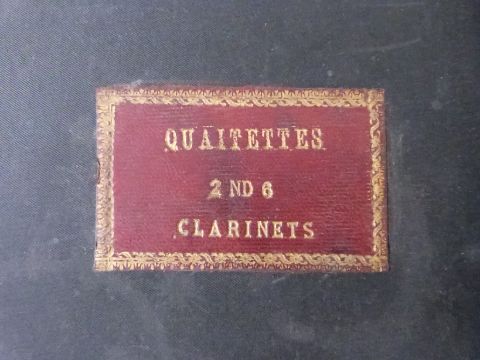 QUAITETTES
2 ND 6
CLARINETS